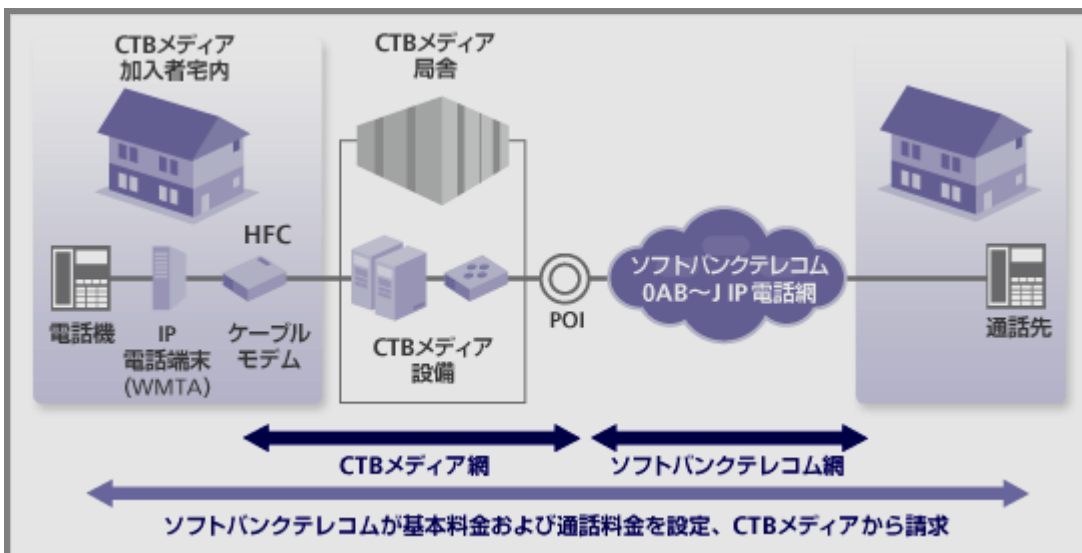 CTBメディア
加入者宅内
CTBメディア
局舎
HFC
電話機
IP
電話端末
(WMTA)
ケーブル
モデム
CTBメディア
設備
POI
ソフトバンクテレコム
0AB～J IP電話網
通話先
CTBメディア網
ソフトバンクテレコム網
ソフトバンクテレコムが基本料金および通話料金を設定、CTBメディアから請求